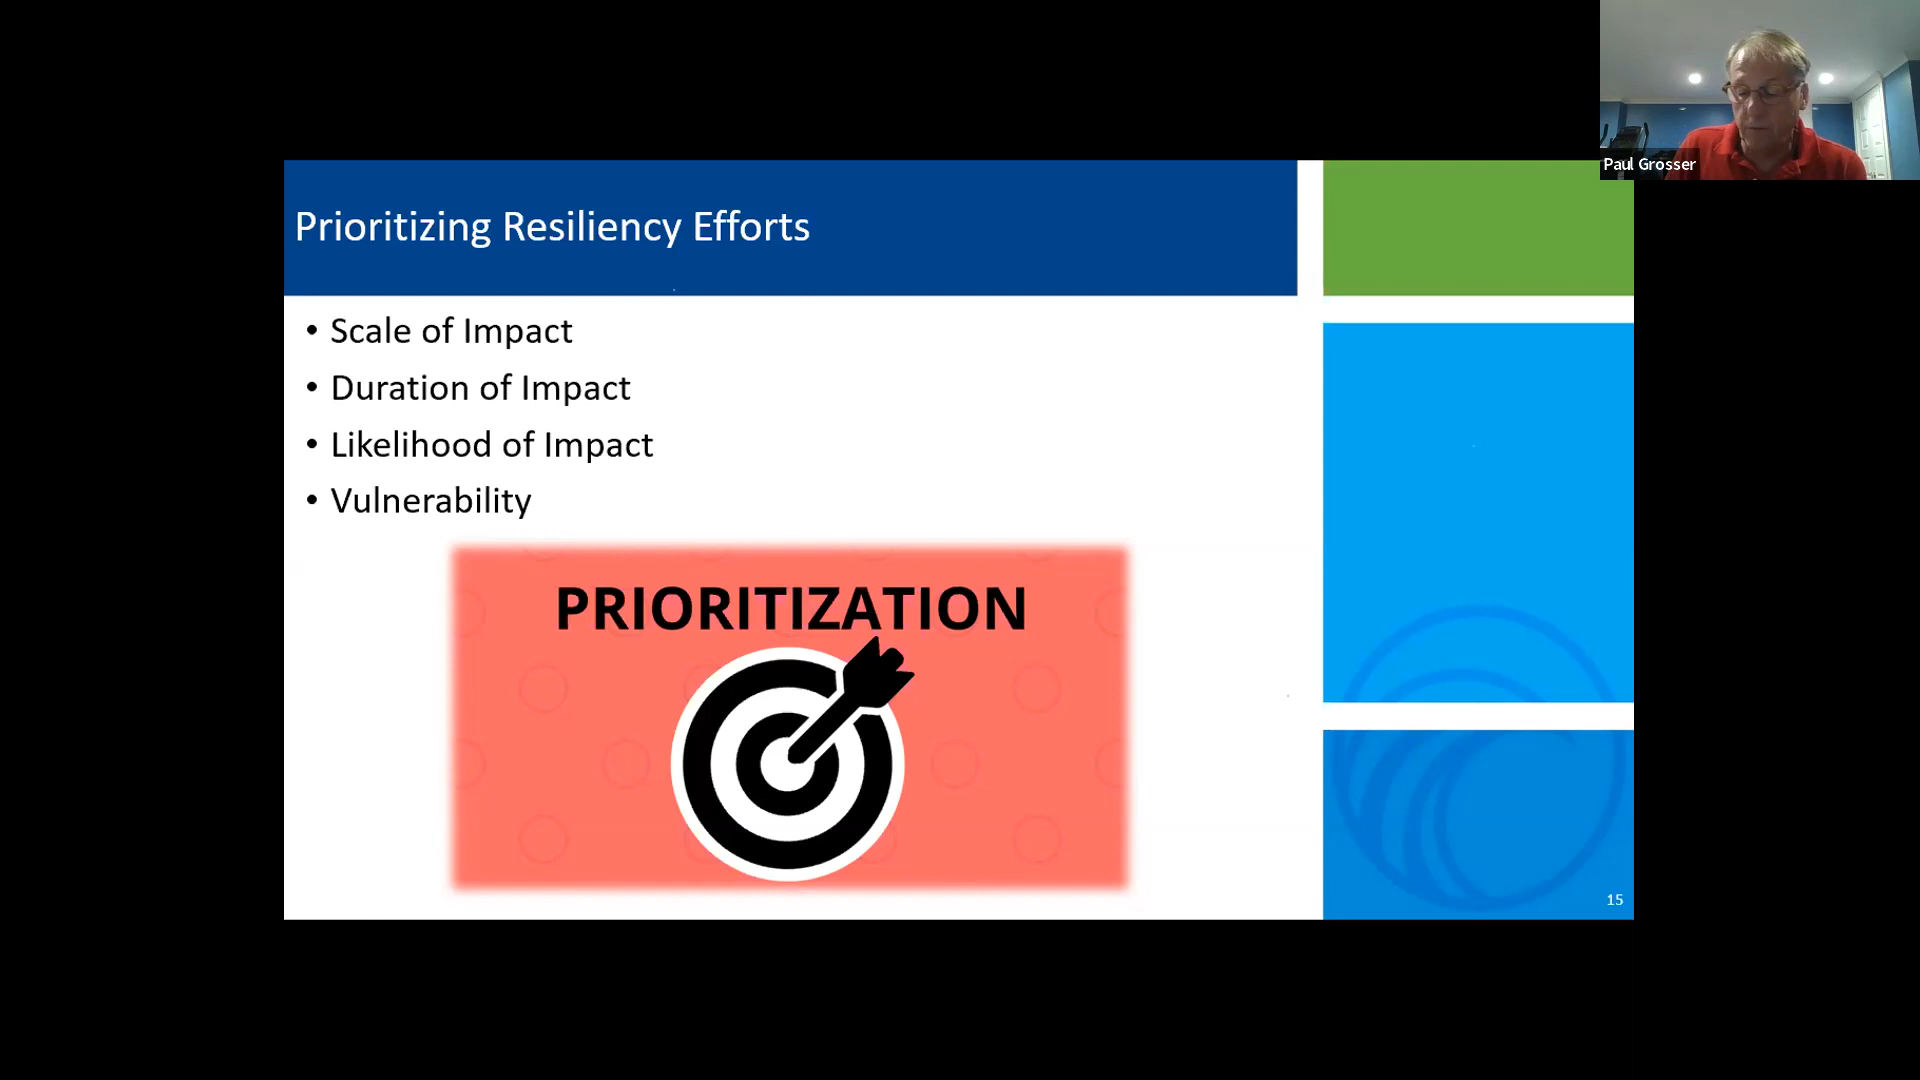 Paul Grosser
Prioritizing Resiliency Efforts
• Scale of Impact
• Duration of Impact
• Likelihood of Impact
• Vulnerability
PRIORITIZATION
15